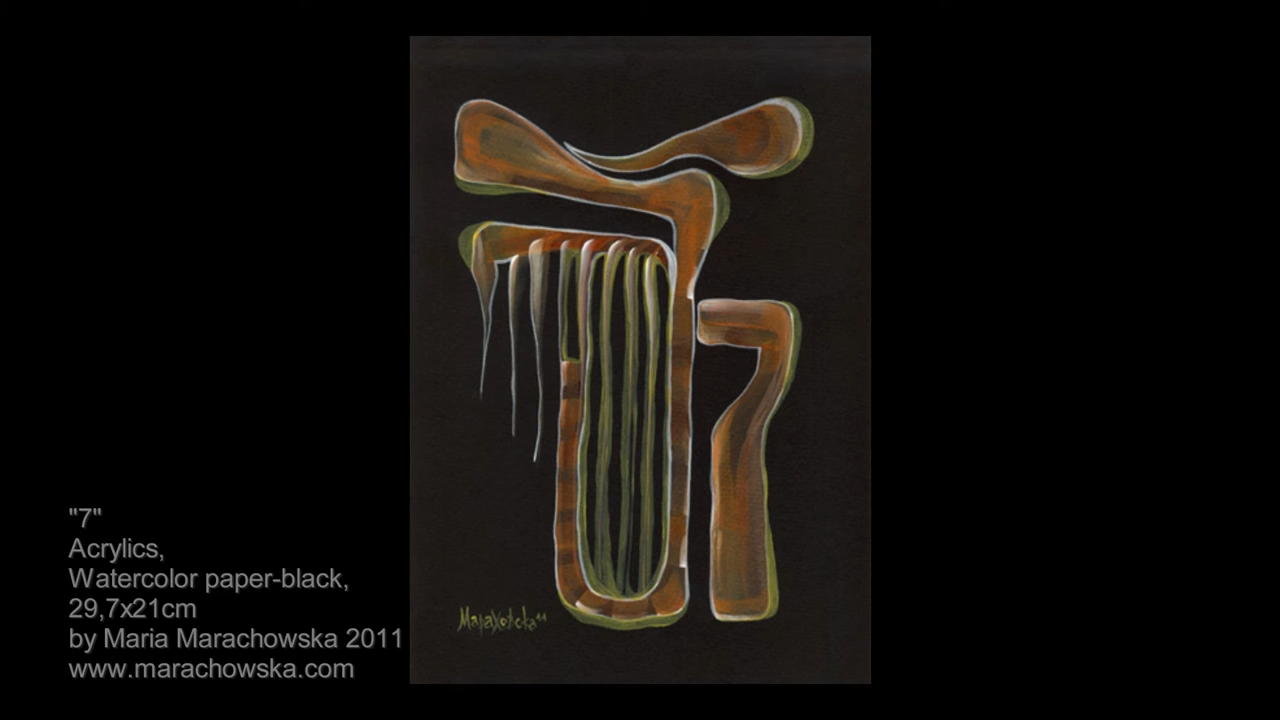 "7"
Acrylics,
Watercolor paper-black,
29,7x21cm
by Maria Marachowska 2011
www.marachowska.com